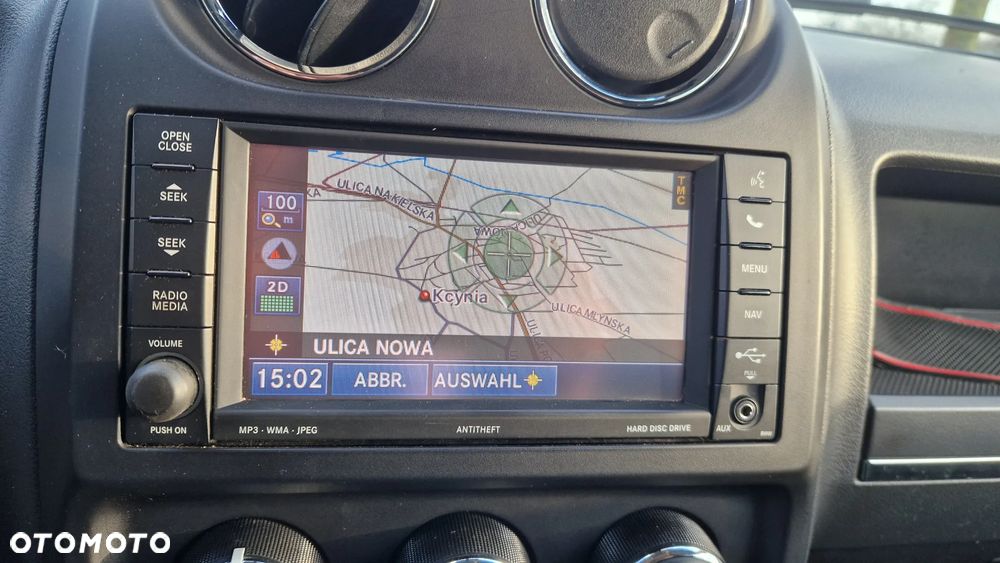 OPEN
CLOSE
SEEK
SEEK
RADIO
MEDIA
VOLUME
PUSH ON
100
m
2D
TMC
ULICA NAKIELSKA
Kcynia
ULICA MŁYŃSKA
ULICA NOWA
15:02
ABBR.
AUSWAHL
MP3 · WMA · JPEG
ANTITHEFT
HARD DISC DRIVE
MENU
NAV
PULL
AUX
OTOMOTO